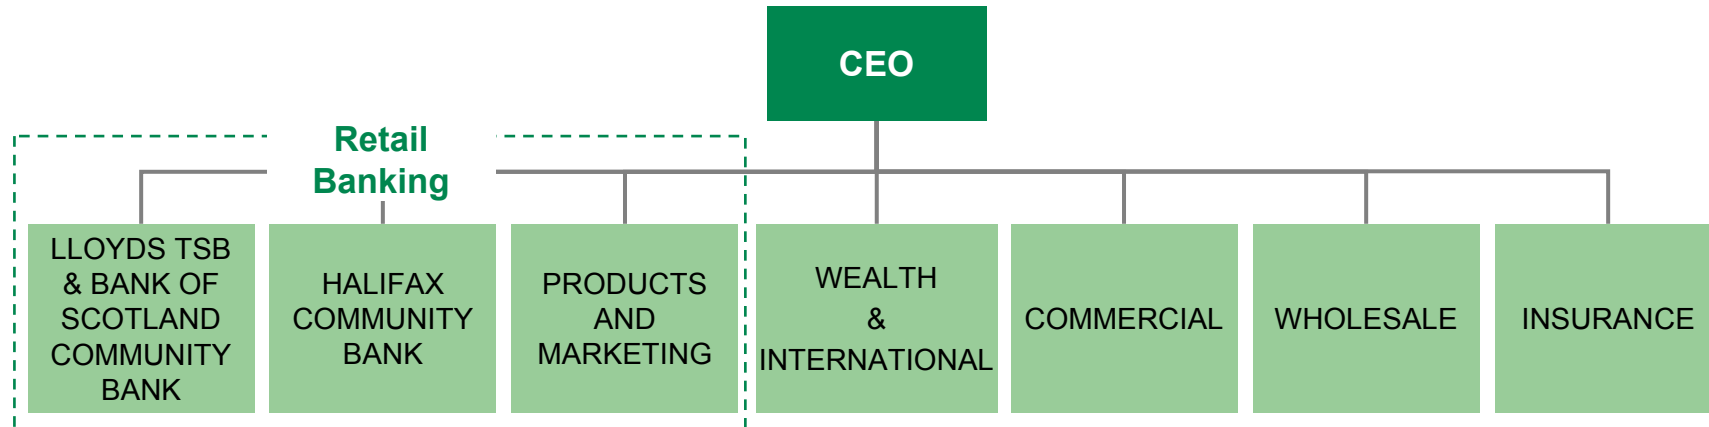 CEO
Retail
Banking
LLOYDS TSB
& BANK OF
SCOTLAND
COMMUNITY
BANK
HALIFAX
COMMUNITY
BANK
PRODUCTS
AND
MARKETING
WEALTH
&
INTERNATIONAL
COMMERCIAL
WHOLESALE
INSURANCE